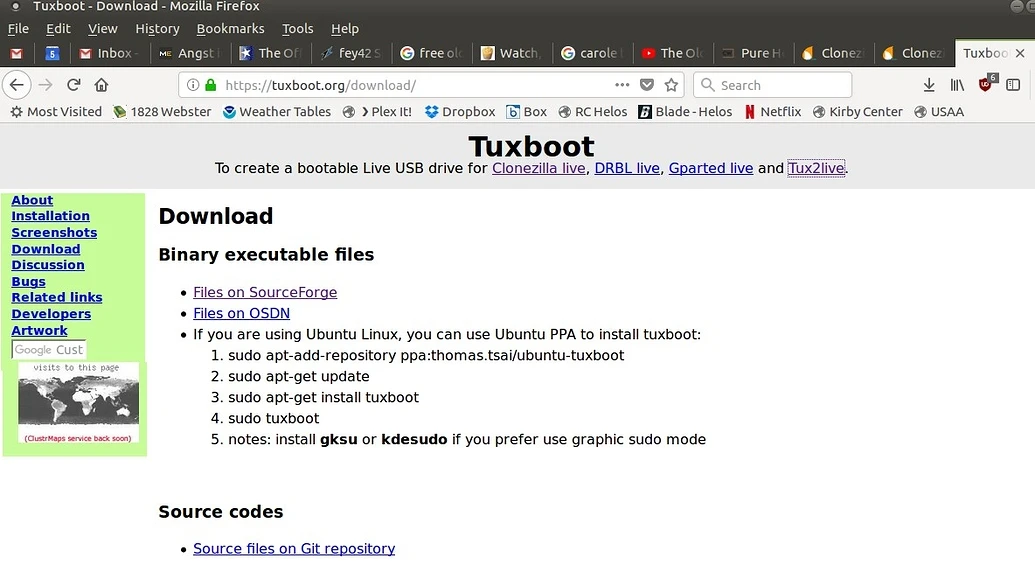 Tuxboot - Download - Mozilla Firefox
File Edit View History Bookmarks Tools Help
Inbox - Angst i The Off fey42 S free old Watch, carole The Ol Pure H Clonez Clonez Tuxboo
https://tuxboot.org/download/ Search 6
Most Visited 1828 Webster Weather Tables Plex It! Dropbox Box RC Helos Blade - Helos Netflix Kirby Center USAA
Tuxboot
To create a bootable Live USB drive for Clonezilla live, DRBL live, Gparted live and Tux2live.
About
Installation
Screenshots
Download
Discussion
Bugs
Related links
Developers
Artwork
Google Cust
visits to this page
(ClustrMaps service back soon)
Download
Binary executable files
• Files on SourceForge
• Files on OSDN
• If you are using Ubuntu Linux, you can use Ubuntu PPA to install tuxboot:
1. sudo apt-add-repository ppa:thomas.tsai/ubuntu-tuxboot
2. sudo apt-get update
3. sudo apt-get install tuxboot
4. sudo tuxboot
5. notes: install gksu or kdesudo if you prefer use graphic sudo mode
Source codes
• Source files on Git repository